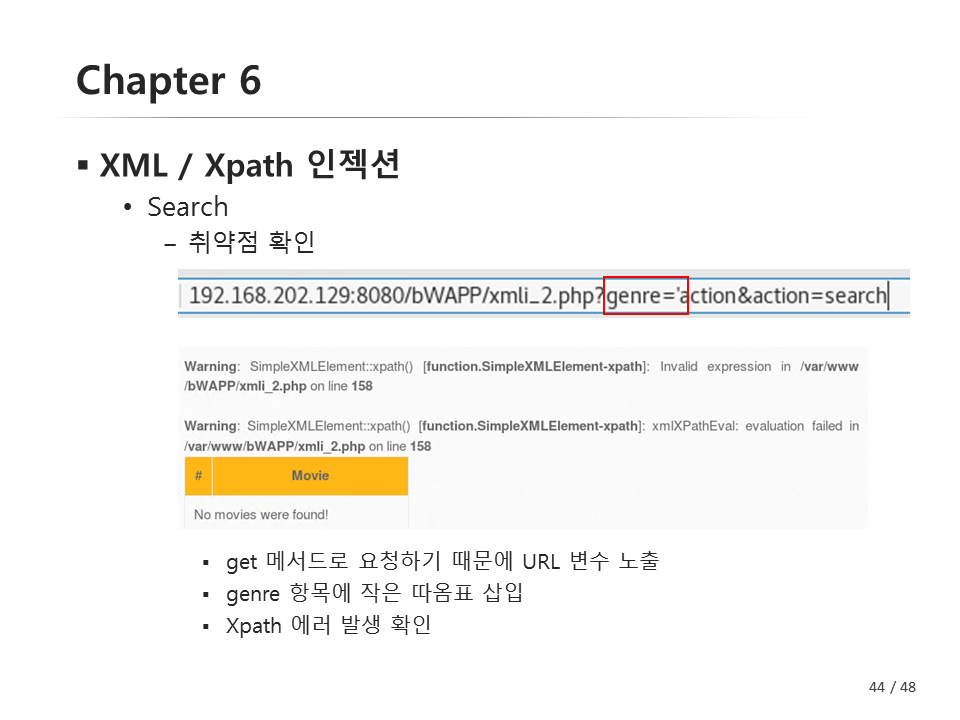 Chapter 6
▪ XML / Xpath 인젝션
• Search
– 취약점 확인
192.168.202.129:8080/bWAPP/xmli_2.php?genre='action&action=search
Warning: SimpleXMLElement::xpath() [function.SimpleXMLElement-xpath]: Invalid expression in /var/www
/bWAPP/xmli_2.php on line 158
Warning: SimpleXMLElement::xpath() [function.SimpleXMLElement-xpath]: xmlXPathEval: evaluation failed in
/var/www/bWAPP/xmli_2.php on line 158
# Movie
No movies were found!
▪ get 메서드로 요청하기 때문에 URL 변수 노출
▪ genre 항목에 작은 따옴표 삽입
▪ Xpath 에러 발생 확인
44 / 48